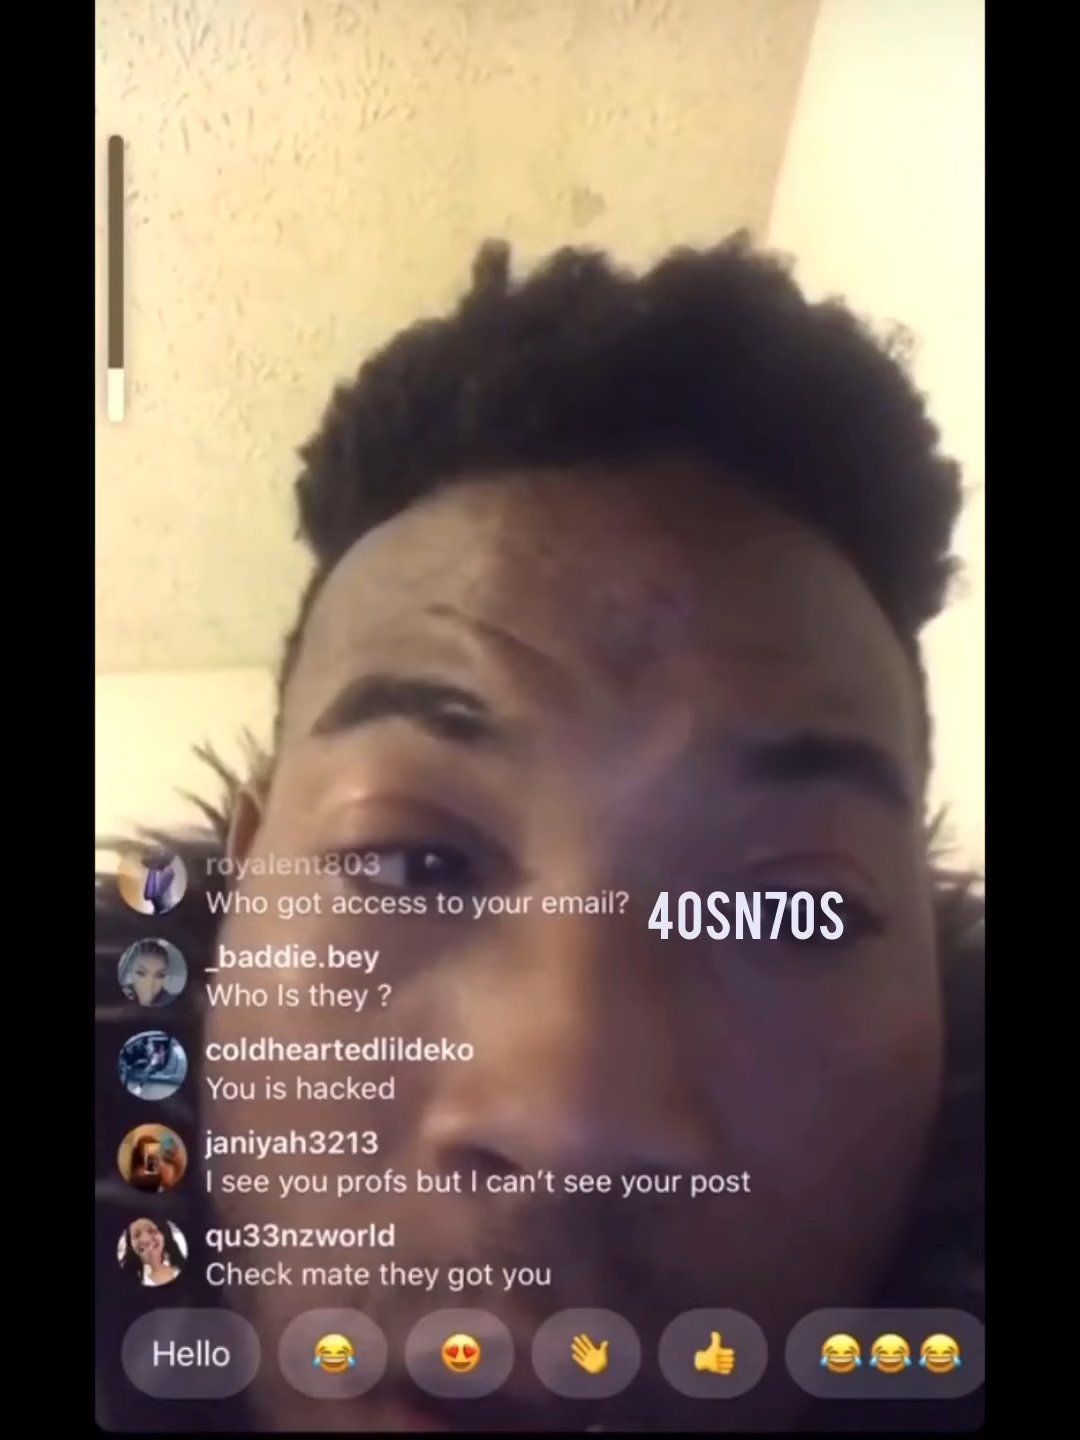 royalent803
Who got access to your email?
40SN70S
_baddie.bey
Who Is they ?
coldheartedlildeko
You is hacked
janiyah3213
I see you profs but I can't see your post
qu33nzworld
Check mate they got you
Hello